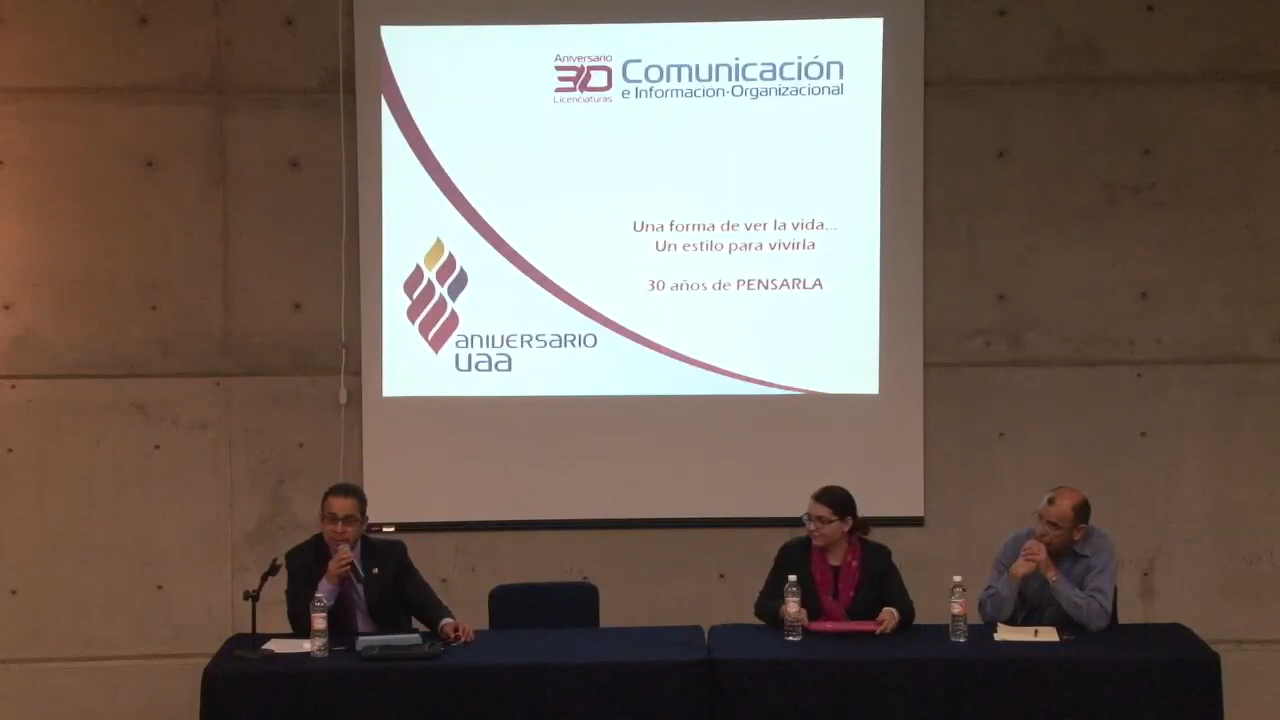 Aniversario
30
Licenciaturas
Comunicación
e Información-Organizacional
Una forma de ver la vida...
Un estilo para vivirla
30 años de PENSARLA
ANIVERSARIO
uaa